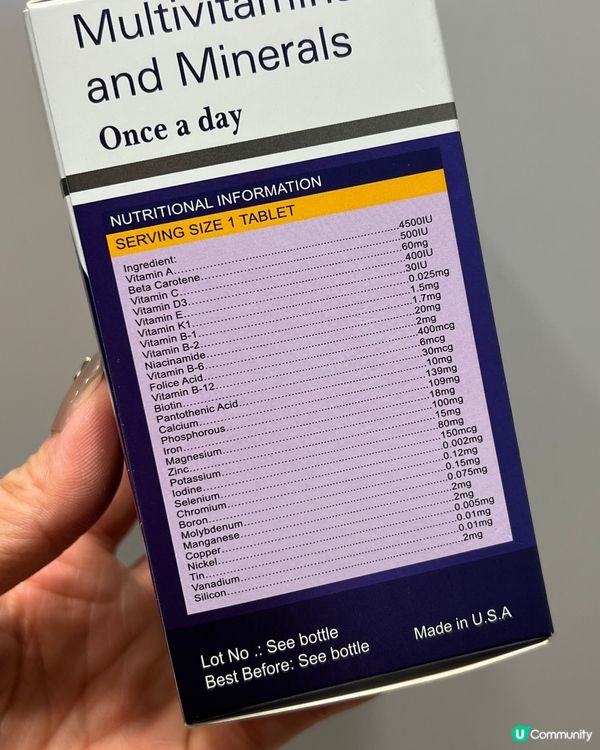 Multivitamins
and Minerals
Once a day
NUTRITIONAL INFORMATION
SERVING SIZE 1 TABLET
Ingredient:
Vitamin A 4500IU
Beta Carotene 500IU
Vitamin C 60mg
Vitamin D3 400IU
Vitamin E 30IU
Vitamin K1 0.025mg
Vitamin B-1 1.5mg
Vitamin B-2 1.7mg
Niacinamide 20mg
Vitamin B-6 2mg
Folice Acid 400mcg
Vitamin B-12 6mcg
Biotin 30mcg
Pantothenic Acid 10mg
Calcium 139mg
Phosphorous 109mg
Iron 18mg
Magnesium 100mg
Zinc 15mg
Potassium 80mg
Iodine 150mcg
Selenium 0.002mg
Chromium 0.12mg
Boron 0.15mg
Molybdenum 0.075mg
Manganese 2mg
Copper 2mg
Nickel 0.005mg
Tin 0.01mg
Vanadium 0.01mg
Silicon 2mg
Lot No .: See bottle
Best Before: See bottle
Made in U.S.A
U Community